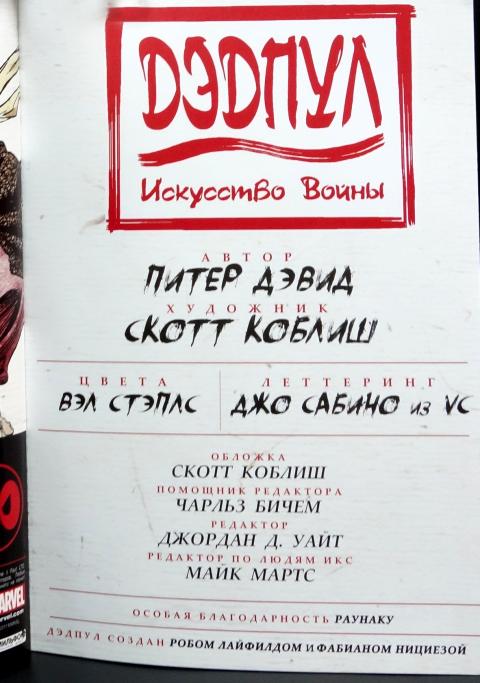 ДЭДПУЛ
Искусство Войны
АВТОР
ПИТЕР ДЭВИД
ХУДОЖНИК
СКОТТ КОБЛИШ
ЦВЕТА
ВЭЛ СТЭПЛС
ЛЕТТЕРИНГ
ДЖО САБИНО из VC
ОБЛОЖКА
СКОТТ КОБЛИШ
ПОМОЩНИК РЕДАКТОРА
ЧАРЛЬЗ БИЧЕМ
РЕДАКТОР
ДЖОРДАН Д. УАЙТ
РЕДАКТОР ПО ЛЮДЯМ ИКС
МАЙК МАРТС
ОСОБАЯ БЛАГОДАРНОСТЬ РАУНАКУ
ДЭДПУЛ СОЗДАН РОБОМ ЛАЙФИЛДОМ И ФАБИАНОМ НИЦИЕЗОЙ
MARVEL